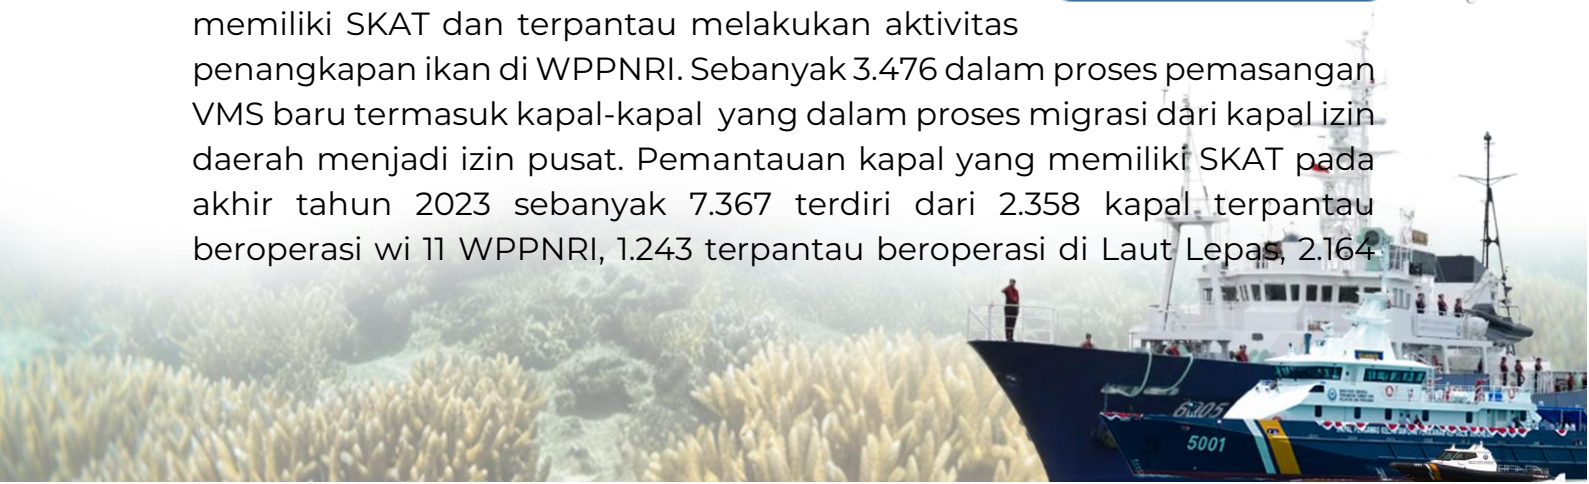 memiliki SKAT dan terpantau melakukan aktivitas
penangkapan ikan di WPPNRI. Sebanyak 3.476 dalam proses pemasangan
VMS baru termasuk kapal-kapal yang dalam proses migrasi dari kapal izin
daerah menjadi izin pusat. Pemantauan kapal yang memiliki SKAT pada
akhir tahun 2023 sebanyak 7.367 terdiri dari 2.358 kapal terpantau
beroperasi wi 11 WPPNRI, 1.243 terpantau beroperasi di Laut Lepas, 2.164
5001